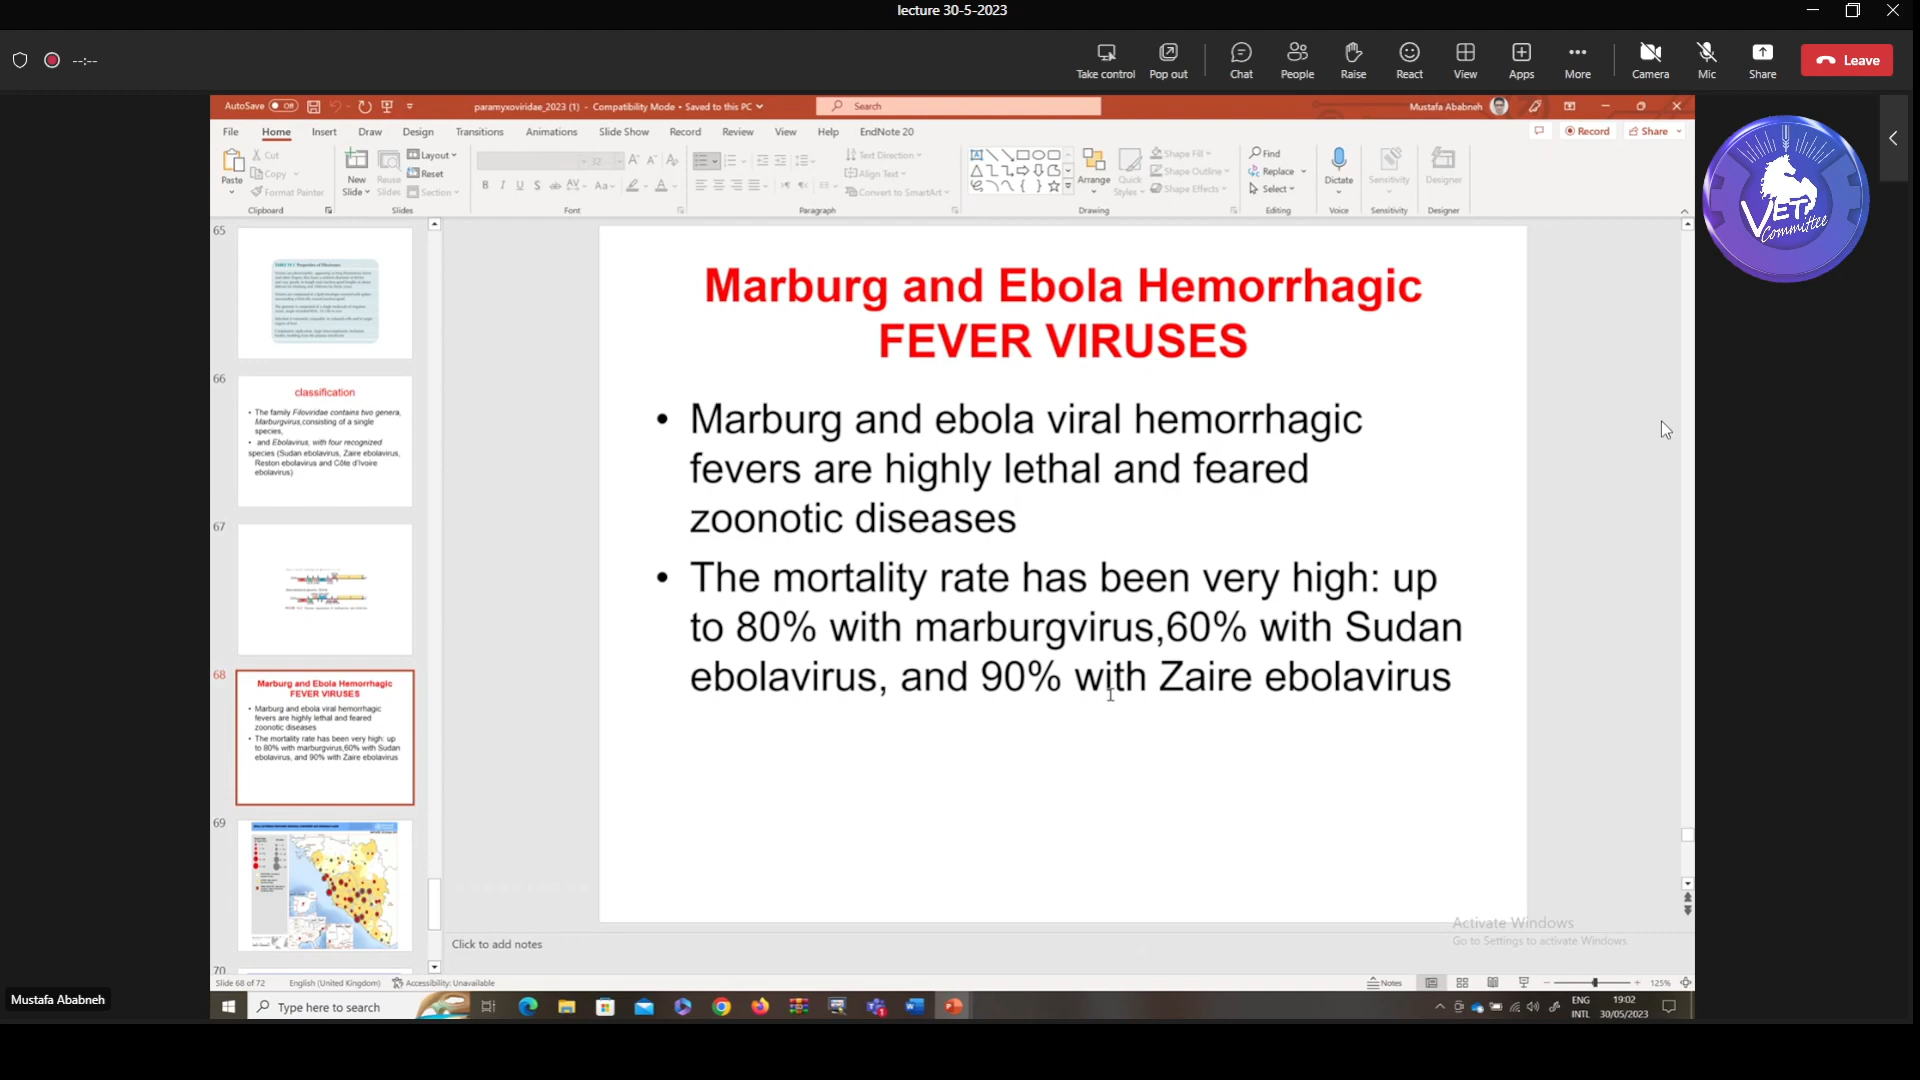 lecture 30-5-2023
--:--
Take control
Pop out
Chat
People
Raise
React
View
Apps
More
Camera
Mic
Share
Leave
AutoSave Off
paramyxoviridae_2023 (1) - Compatibility Mode • Saved to this PC
Search
Mustafa Ababneh
File Home Insert Draw Design Transitions Animations Slide Show Record Review View Help EndNote 20
Record Share
Paste
Cut
Copy
Format Painter
Clipboard
New
Slide
Reuse
Slides
Layout
Reset
Section
Slides
32
Font
Text Direction
Align Text
Convert to SmartArt
Paragraph
Arrange
Quick
Styles
Shape Fill
Shape Outline
Shape Effects
Drawing
Find
Replace
Select
Editing
Dictate
Voice
Sensitivity
Sensitivity
Designer
Designer
VET
Committee
65
66
classification
• The family Filoviridae contains two genera,
Marburgvirus,consisting of a single
species,
• and Ebolavirus, with four recognized
species (Sudan ebolavirus, Zaire ebolavirus,
Reston ebolavirus and Côte d'Ivoire
ebolavirus)
67
68
Marburg and Ebola Hemorrhagic
FEVER VIRUSES
• Marburg and ebola viral hemorrhagic
fevers are highly lethal and feared
zoonotic diseases
• The mortality rate has been very high: up
to 80% with marburgvirus,60% with Sudan
ebolavirus, and 90% with Zaire ebolavirus
69
70
Marburg and Ebola Hemorrhagic
FEVER VIRUSES
• Marburg and ebola viral hemorrhagic
fevers are highly lethal and feared
zoonotic diseases
• The mortality rate has been very high: up
to 80% with marburgvirus,60% with Sudan
ebolavirus, and 90% with Zaire ebolavirus
Activate Windows
Go to Settings to activate Windows.
Click to add notes
Slide 68 of 72
English (United Kingdom)
Accessibility: Unavailable
Notes
125%
Mustafa Ababneh
Type here to search
ENG
INTL
19:02
30/05/2023